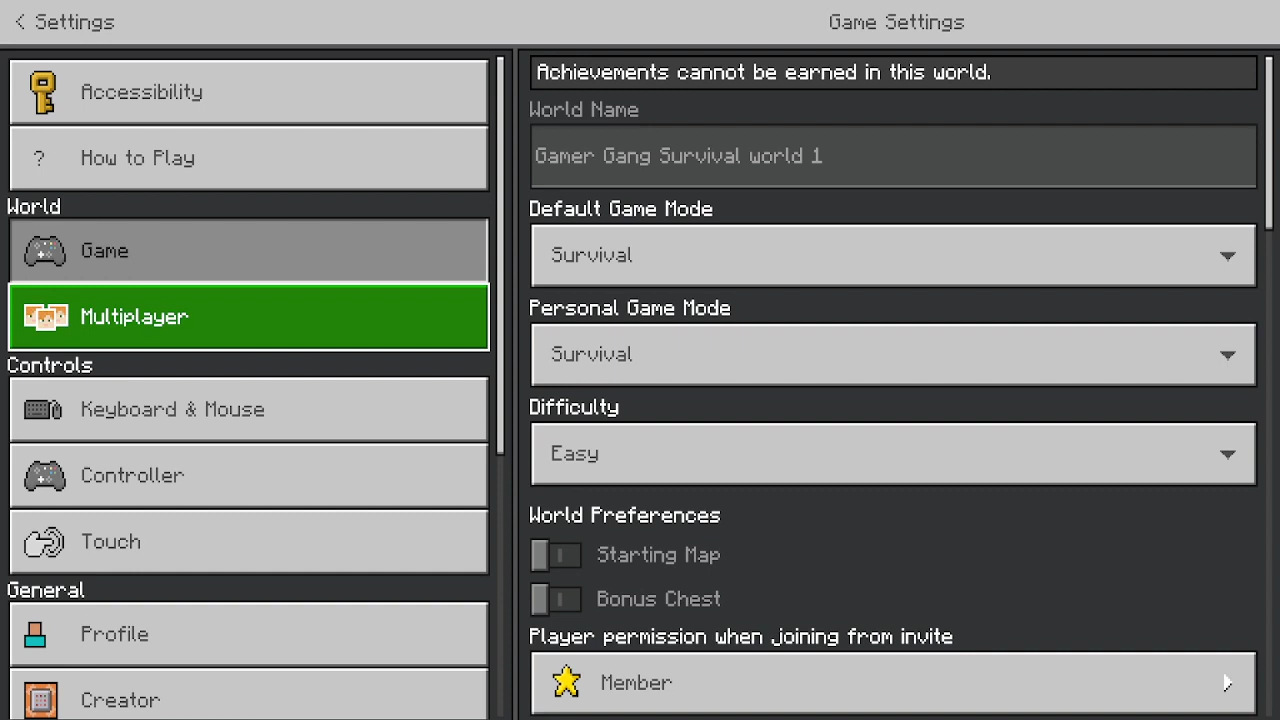 < Settings
Game Settings
Accessibility
? How to Play
World
Game
Multiplayer
Controls
Keyboard & Mouse
Controller
Touch
General
Profile
Creator
Achievements cannot be earned in this world.
World Name
Gamer Gang Survival world 1
Default Game Mode
Survival
Personal Game Mode
Survival
Difficulty
Easy
World Preferences
Starting Map
Bonus Chest
Player permission when joining from invite
Member